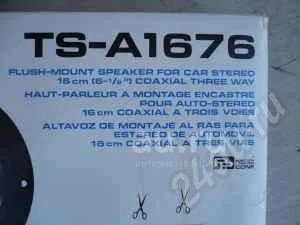 TS-A1676
FLUSH-MOUNT SPEAKER FOR CAR STEREO
16 cm (6-1/2") COAXIAL THREE WAY
HAUT-PARLEUR A MONTAGE ENCASTRE
POUR AUTO-STEREO
16 cm COAXIAL A TROIS VOIES
ALTAVOZ DE MONTAJE AL RAS PARA
ESTEREO DE AUTOMOVIL
16 cm COAXIAL A TRES VIAS